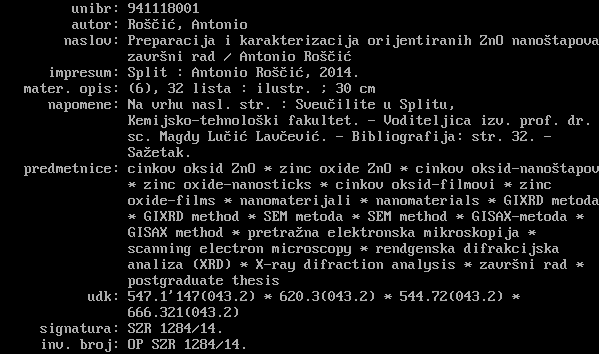 unibr: 941118001
autor: Roščić, Antonio
naslov: Preparacija i karakterizacija orijentiranih ZnO nanoštapova
završni rad / Antonio Roščić
impresum: Split : Antonio Roščić, 2014.
mater. opis: (6), 32 lista : ilustr. ; 30 cm
napomene: Na vrhu nasl. str. : Sveučilite u Splitu,
Kemijsko-tehnološki fakultet. - Voditeljica izv. prof. dr.
sc. Magdy Lučić Lavčević. - Bibliografija: str. 32. -
Sažetak.
predmetnice: cinkov oksid ZnO * zinc oxide ZnO * cinkov oksid-nanoštapov
* zinc oxide-nanosticks * cinkov oksid-filmovi * zinc
oxide-films * nanomaterijali * nanomaterials * GIXRD metoda
* GIXRD method * SEM metoda * SEM method * GISAX-metoda *
GISAX method * pretražna elektronska mikroskopija *
scanning electron microscopy * rendgenska difrakcijska
analiza (XRD) * X-ray difraction analysis * završni rad *
postgraduate thesis
udk: 547.1'147(043.2) * 620.3(043.2) * 544.72(043.2) *
666.321(043.2)
signatura: SZR 1284/14.
inv. broj: OP SZR 1284/14.